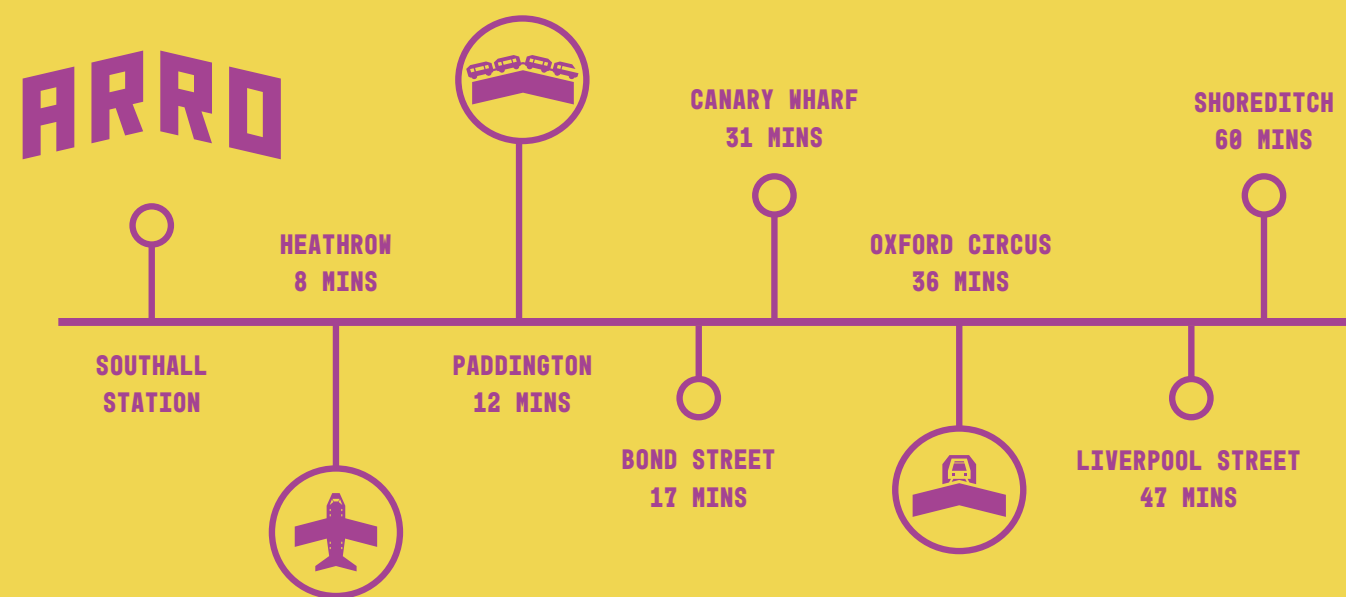 ARRO
SOUTHALL
STATION
HEATHROW
8 MINS
PADDINGTON
12 MINS
BOND STREET
17 MINS
CANARY WHARF
31 MINS
OXFORD CIRCUS
36 MINS
LIVERPOOL STREET
47 MINS
SHOREDITCH
60 MINS